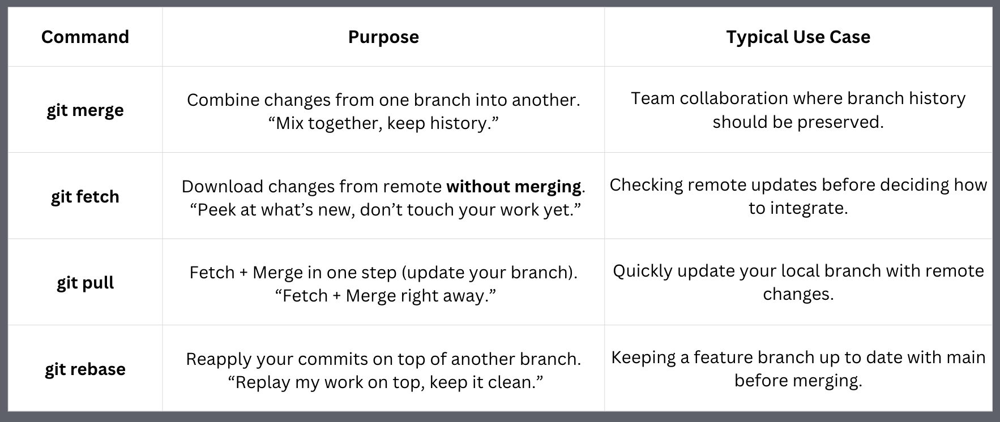 Command
Purpose
Typical Use Case
git merge
Combine changes from one branch into another.
“Mix together, keep history.”
Team collaboration where branch history
should be preserved.
git fetch
Download changes from remote without merging.
“Peek at what’s new, don’t touch your work yet.”
Checking remote updates before deciding how
to integrate.
git pull
Fetch + Merge in one step (update your branch).
“Fetch + Merge right away.”
Quickly update your local branch with remote
changes.
git rebase
Reapply your commits on top of another branch.
“Replay my work on top, keep it clean.”
Keeping a feature branch up to date with main
before merging.